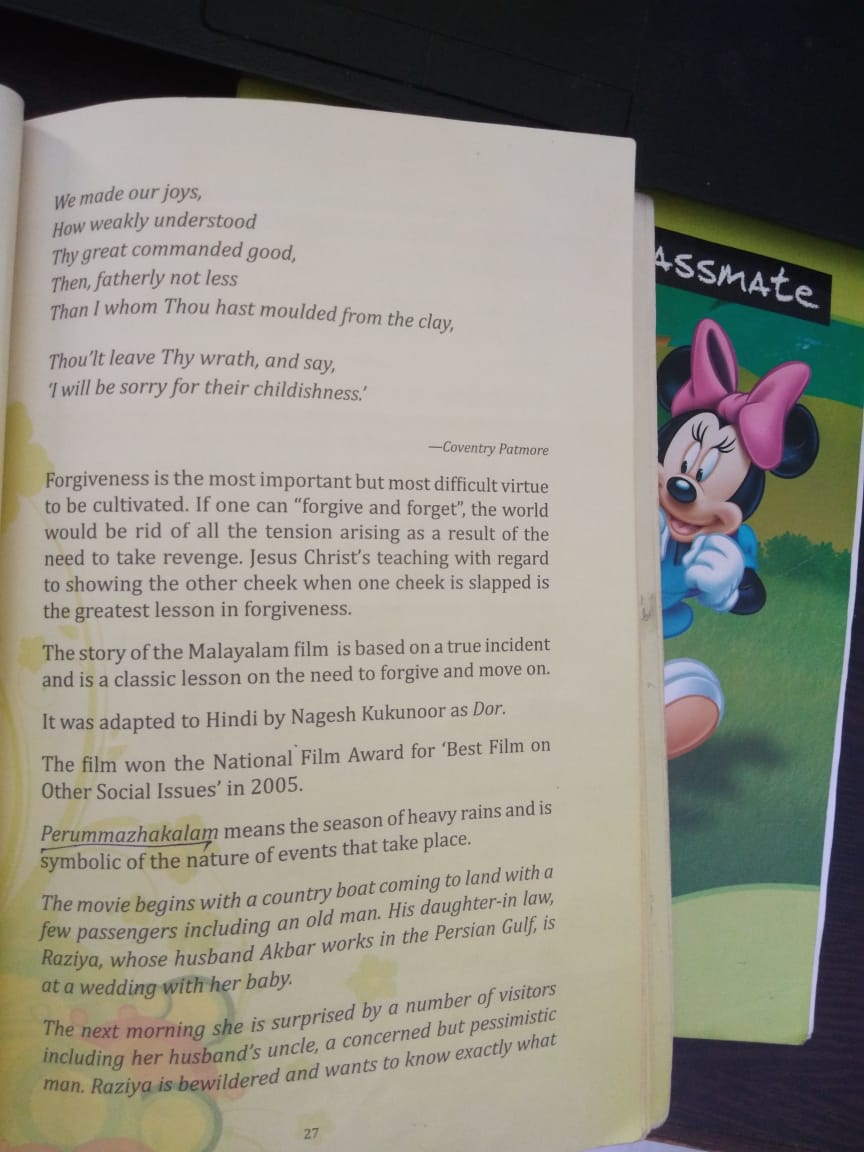 We made our joys,
How weakly understood
Thy great commanded good,
Then, fatherly not less
Than I whom Thou hast moulded from the clay,
Thou'lt leave Thy wrath, and say,
'I will be sorry for their childishness.'
—Coventry Patmore
Forgiveness is the most important but most difficult virtue
to be cultivated. If one can "forgive and forget", the world
would be rid of all the tension arising as a result of the
need to take revenge. Jesus Christ's teaching with regard
to showing the other cheek when one cheek is slapped is
the greatest lesson in forgiveness.
The story of the Malayalam film is based on a true incident
and is a classic lesson on the need to forgive and move on.
It was adapted to Hindi by Nagesh Kukunoor as Dor.
The film won the National Film Award for 'Best Film on
Other Social Issues' in 2005.
Perummazhakalam means the season of heavy rains and is
symbolic of the nature of events that take place.
The movie begins with a country boat coming to land with a
few passengers including an old man. His daughter-in law,
Raziya, whose husband Akbar works in the Persian Gulf, is
at a wedding with her baby.
The next morning she is surprised by a number of visitors
including her husband's uncle, a concerned but pessimistic
man. Raziya is bewildered and wants to know exactly what
27
assmate